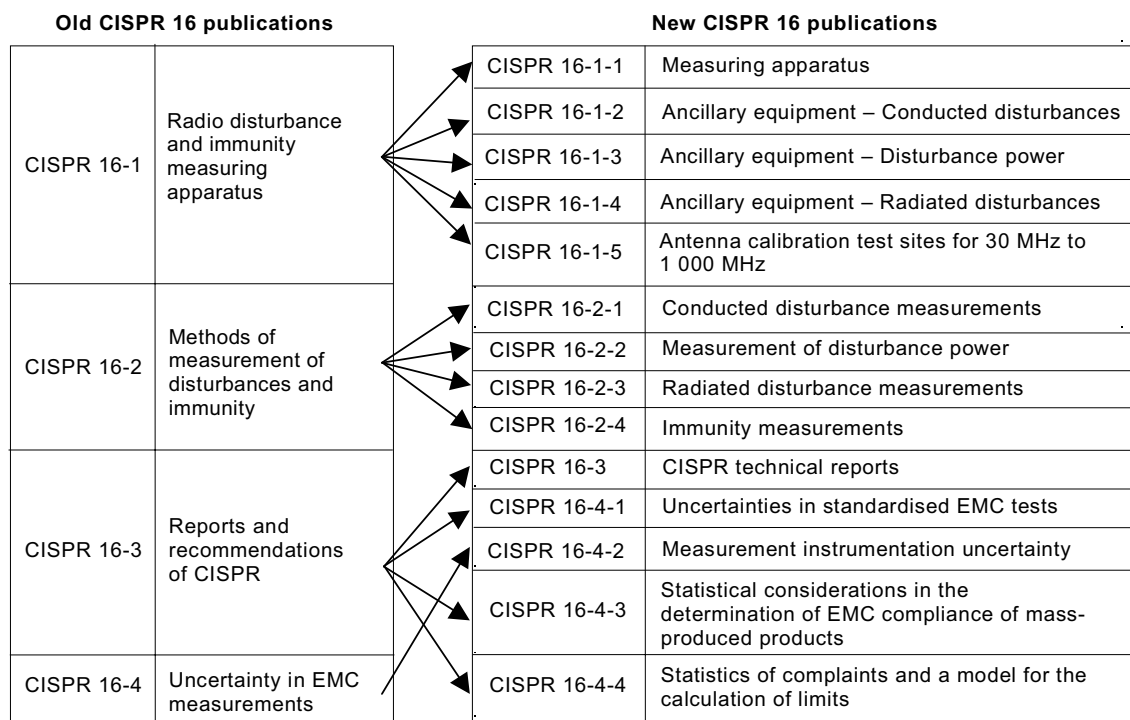 Old CISPR 16 publications
New CISPR 16 publications
CISPR 16-1
Radio disturbance
and immunity
measuring
apparatus
CISPR 16-2
Methods of
measurement of
disturbances and
immunity
CISPR 16-3
Reports and
recommendations
of CISPR
CISPR 16-4
Uncertainty in EMC
measurements
CISPR 16-1-1 Measuring apparatus
CISPR 16-1-2 Ancillary equipment – Conducted disturbances
CISPR 16-1-3 Ancillary equipment – Disturbance power
CISPR 16-1-4 Ancillary equipment – Radiated disturbances
CISPR 16-1-5
Antenna calibration test sites for 30 MHz to
1 000 MHz
CISPR 16-2-1 Conducted disturbance measurements
CISPR 16-2-2 Measurement of disturbance power
CISPR 16-2-3 Radiated disturbance measurements
CISPR 16-2-4 Immunity measurements
CISPR 16-3 CISPR technical reports
CISPR 16-4-1 Uncertainties in standardised EMC tests
CISPR 16-4-2 Measurement instrumentation uncertainty
CISPR 16-4-3
Statistical considerations in the
determination of EMC compliance of mass-
produced products
CISPR 16-4-4
Statistics of complaints and a model for the
calculation of limits